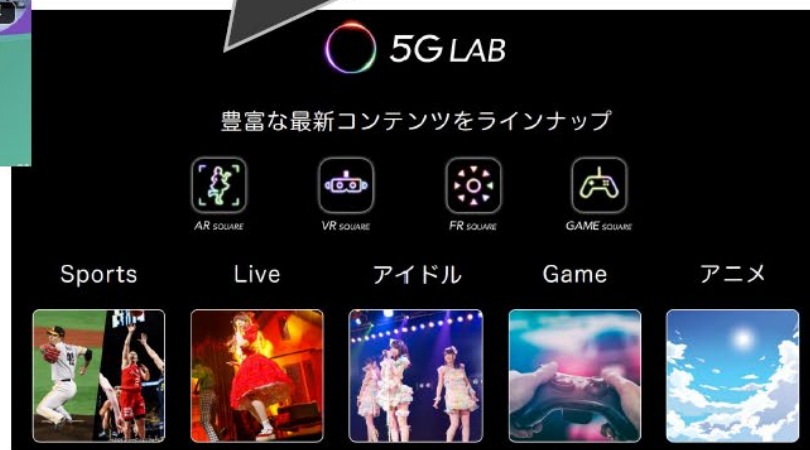 5G LAB
豊富な最新コンテンツをラインナップ
AR SQUARE
VR SQUARE
FR SQUARE
GAME SQUARE
Sports
Live
アイドル
Game
アニメ